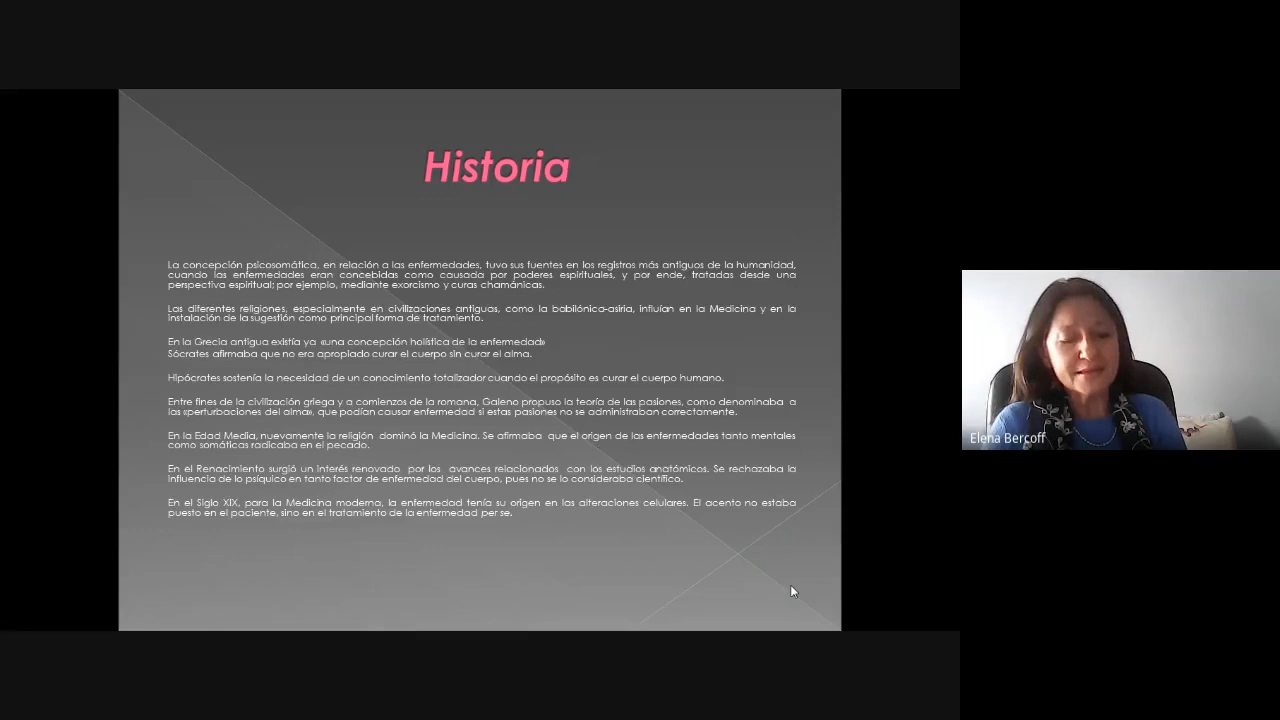 Historia
La concepción psicosomática, en relación a las enfermedades, tuvo sus fuentes en los registros más antiguos de la humanidad,
cuando las enfermedades eran concebidas como causada por poderes espirituales, y por ende, tratadas desde una
perspectiva espiritual; por ejemplo, mediante exorcismo y curas chamánicas.
Las diferentes religiones, especialmente en civilizaciones antiguas, como la babilónica-asiria, influían en la Medicina y en la
instalación de la sugestión como principal forma de tratamiento.
En la Grecia antigua existía ya «una concepción holística de la enfermedad»
Sócrates afirmaba que no era apropiado curar el cuerpo sin curar el alma.
Hipócrates sostenía la necesidad de un conocimiento totalizador cuando el propósito es curar el cuerpo humano.
Entre fines de la civilización griega y a comienzos de la romana, Galeno propuso la teoría de las pasiones, como denominaba a
las «perturbaciones del alma», que podían causar enfermedad si estas pasiones no se administraban correctamente.
En la Edad Media, nuevamente la religión dominó la Medicina. Se afirmaba que el origen de las enfermedades tanto mentales
como somáticas radicaba en el pecado.
En el Renacimiento surgió un interés renovado por los avances relacionados con los estudios anatómicos. Se rechazaba la
influencia de lo psíquico en tanto factor de enfermedad del cuerpo, pues no se lo consideraba científico.
En el Siglo XIX, para la Medicina moderna, la enfermedad tenía su origen en las alteraciones celulares. El acento no estaba
puesto en el paciente, sino en el tratamiento de la enfermedad per se.
Elena Bercoff